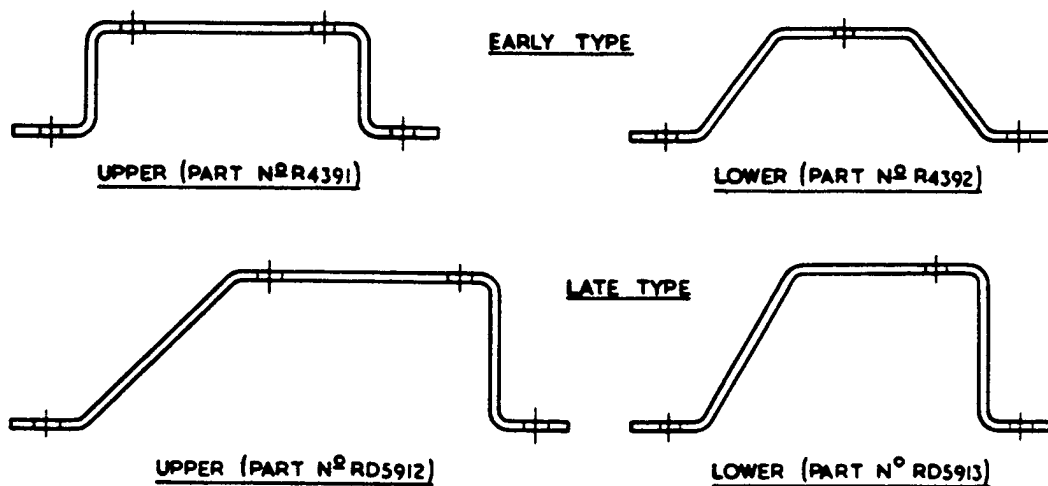 EARLY TYPE
UPPER (PART Nº R4391)
LOWER (PART Nº R4392)
LATE TYPE
UPPER (PART Nº RD5912)
LOWER (PART Nº RD5913)